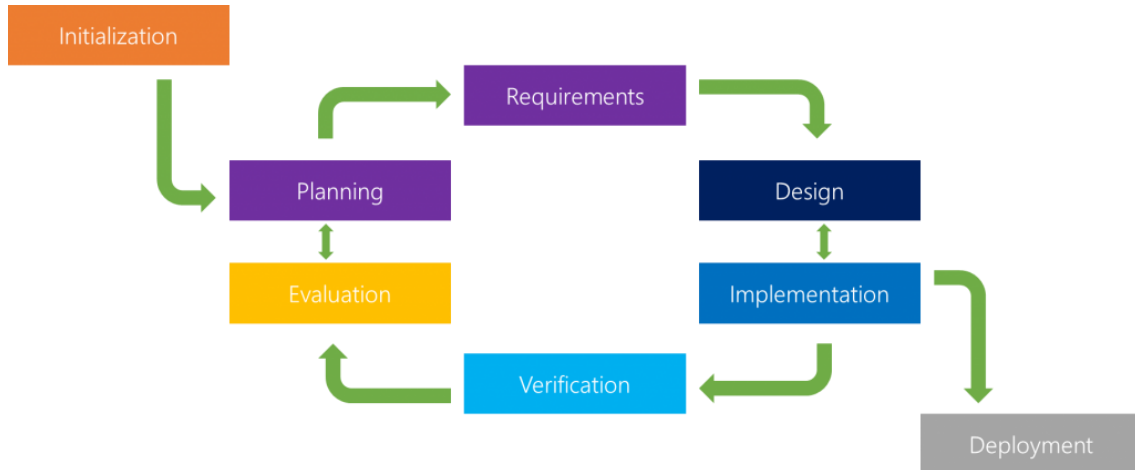 Initialization
Requirements
Planning
Design
Evaluation
Implementation
Verification
Deployment